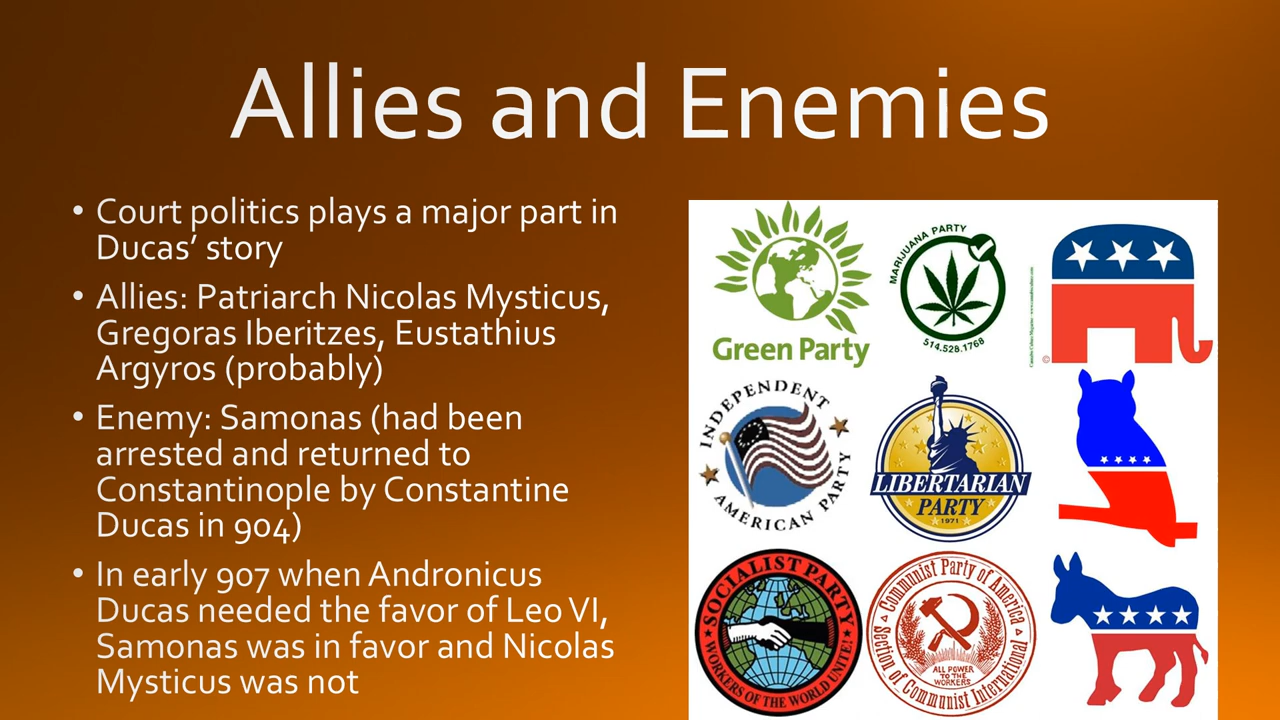 Allies and Enemies
• Court politics plays a major part in
Ducas’ story
• Allies: Patriarch Nicolas Mysticus,
Gregoras Iberitzes, Eustathius
Argyros (probably)
• Enemy: Samonas (had been
arrested and returned to
Constantinople by Constantine
Ducas in 904)
• In early 907 when Andronicus
Ducas needed the favor of Leo VI,
Samonas was in favor and Nicolas
Mysticus was not
Green Party
MARIJUANA PARTY
514.528.1768
©
INDEPENDENT
AMERICAN PARTY
LIBERTARIAN
PARTY
1971
SOCIALIST PARTY
WORKERS OF THE WORLD UNITE!
Communist Party of America
Section of Communist International
ALL POWER
TO THE
WORKERS